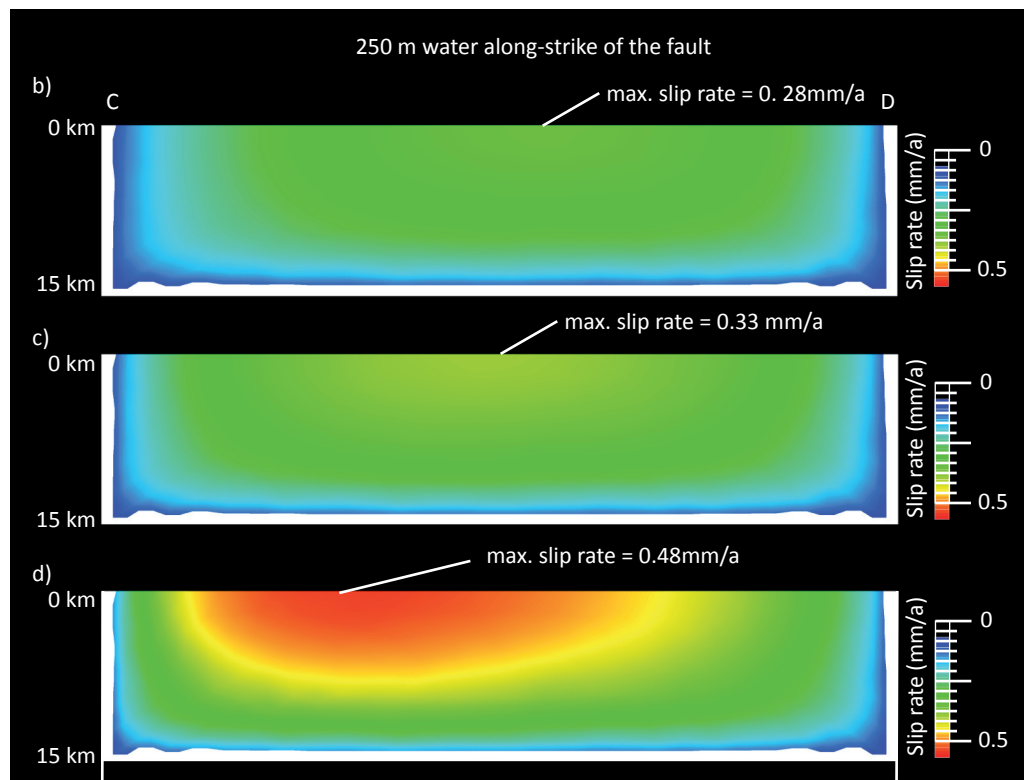 250 m water along-strike of the fault
b)
C
max. slip rate = 0. 28mm/a
D
0 km
15 km
Slip rate (mm/a)
0
0.5
c)
max. slip rate = 0.33 mm/a
0 km
15 km
Slip rate (mm/a)
0
0.5
d)
max. slip rate = 0.48mm/a
0 km
15 km
Slip rate (mm/a)
0
0.5